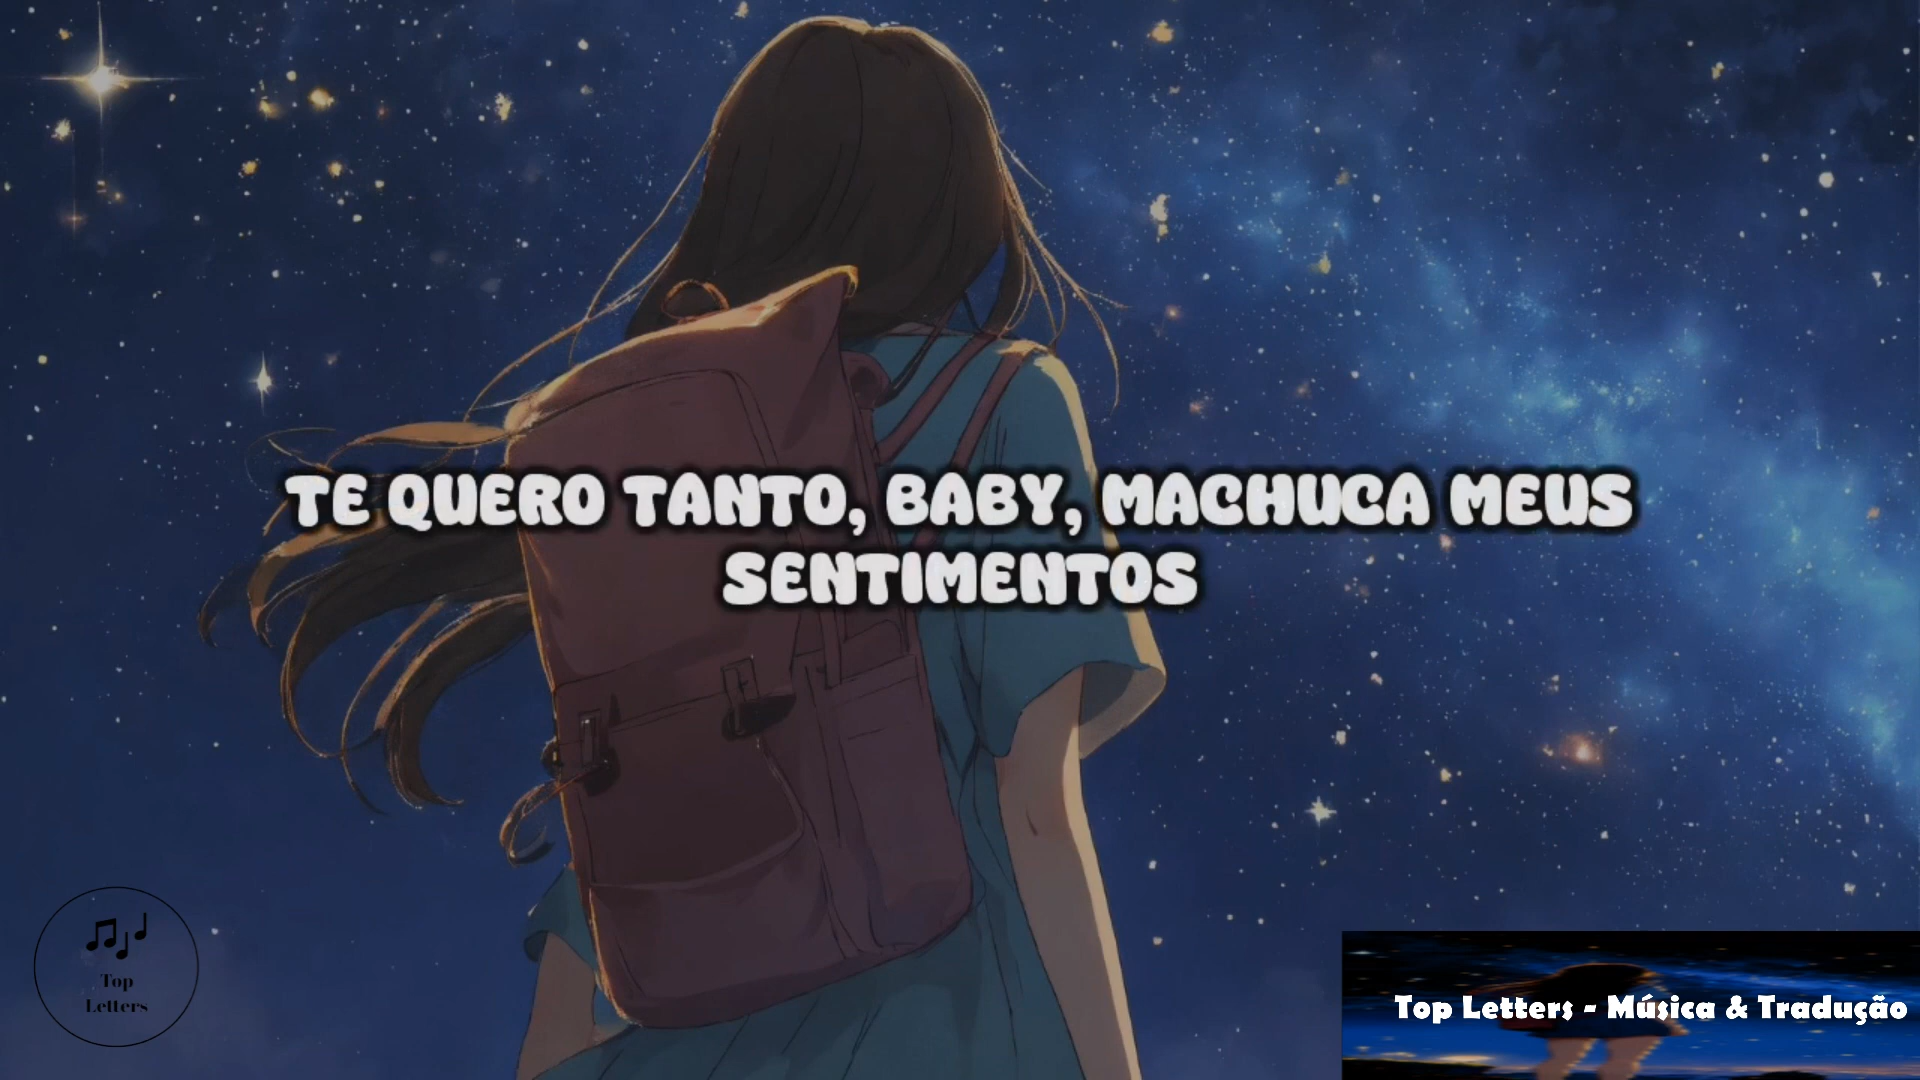 TE QUERO TANTO, BABY, MACHUCA MEUS
SENTIMENTOS
Top
Letters
Top Letters - Música & Tradução